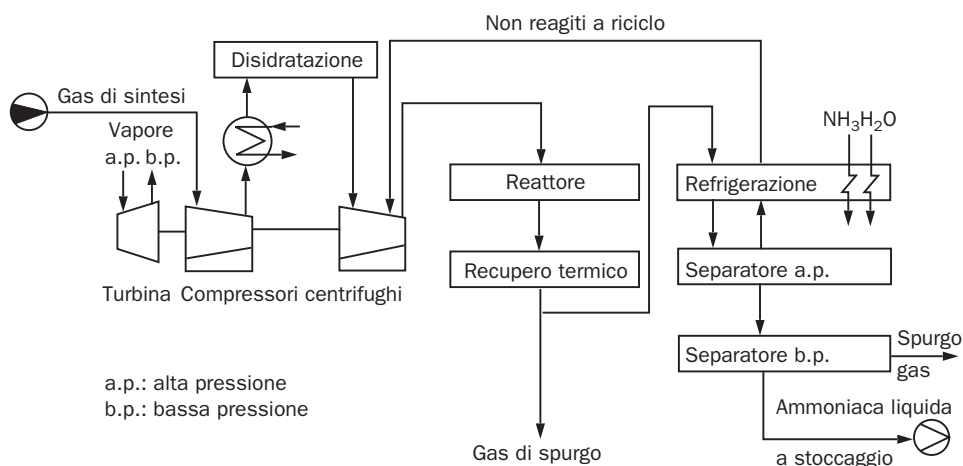 Non reagiti a riciclo
Disidratazione
Gas di sintesi
Vapore
a.p. b.p.
NH₃H₂O
Reattore
Refrigerazione
Recupero termico
Separatore a.p.
Turbina Compressori centrifughi
Separatore b.p.
Spurgo
gas
a.p.: alta pressione
b.p.: bassa pressione
Ammoniaca liquida
a stoccaggio
Gas di spurgo